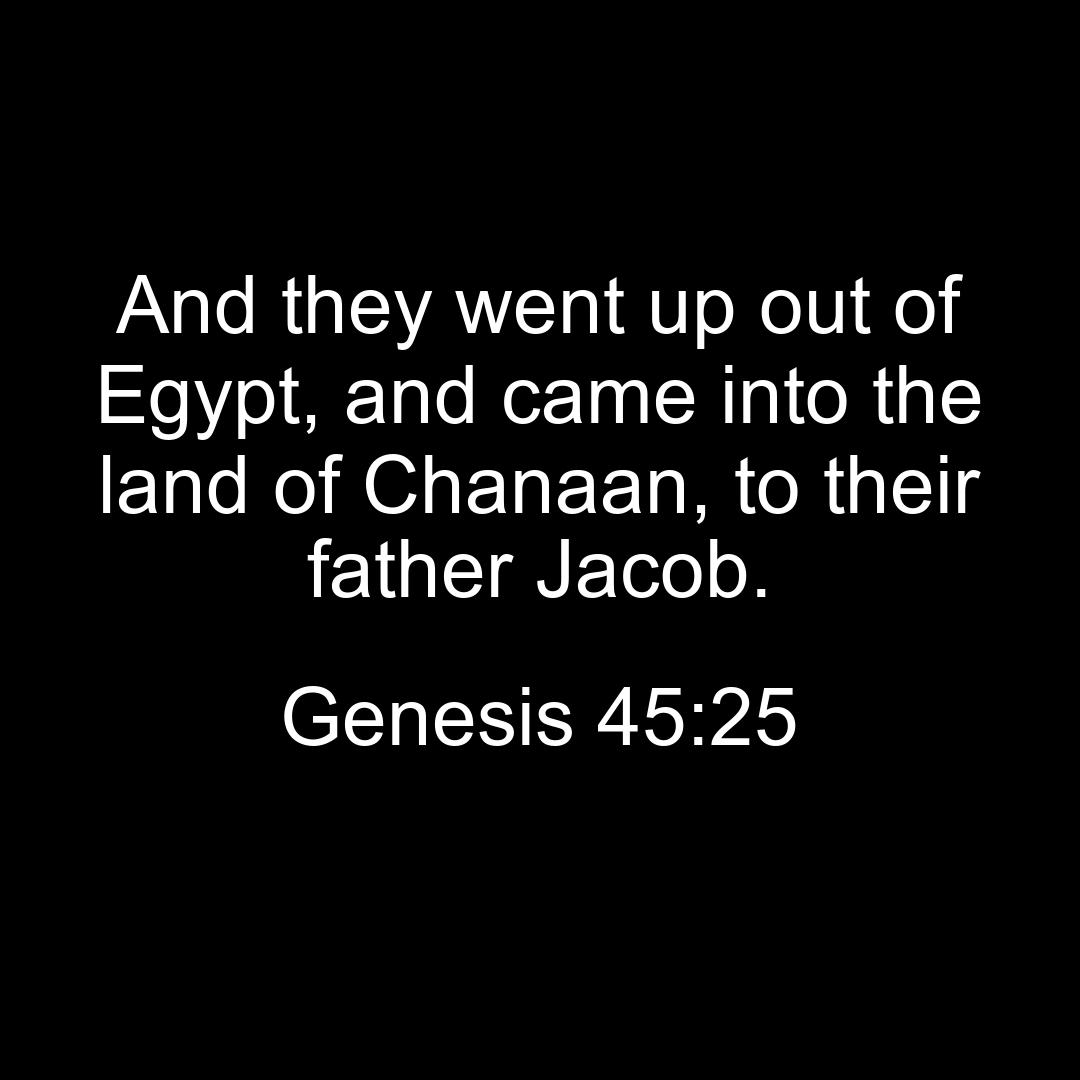 And they went up out of
Egypt, and came into the
land of Chanaan, to their
father Jacob.
Genesis 45:25